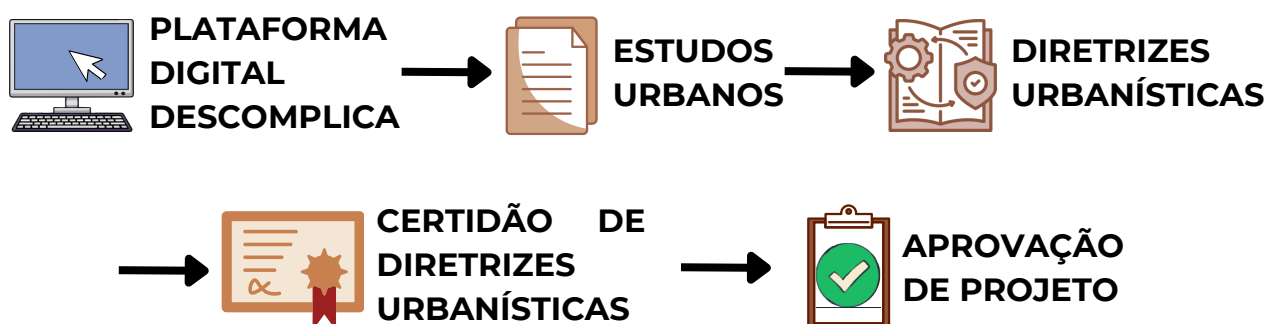 PLATAFORMA
DIGITAL
DESCOMPLICA
ESTUDOS
URBANOS
DIRETRIZES
URBANÍSTICAS
CERTIDÃO DE
DIRETRIZES
URBANÍSTICAS
APROVAÇÃO
DE PROJETO